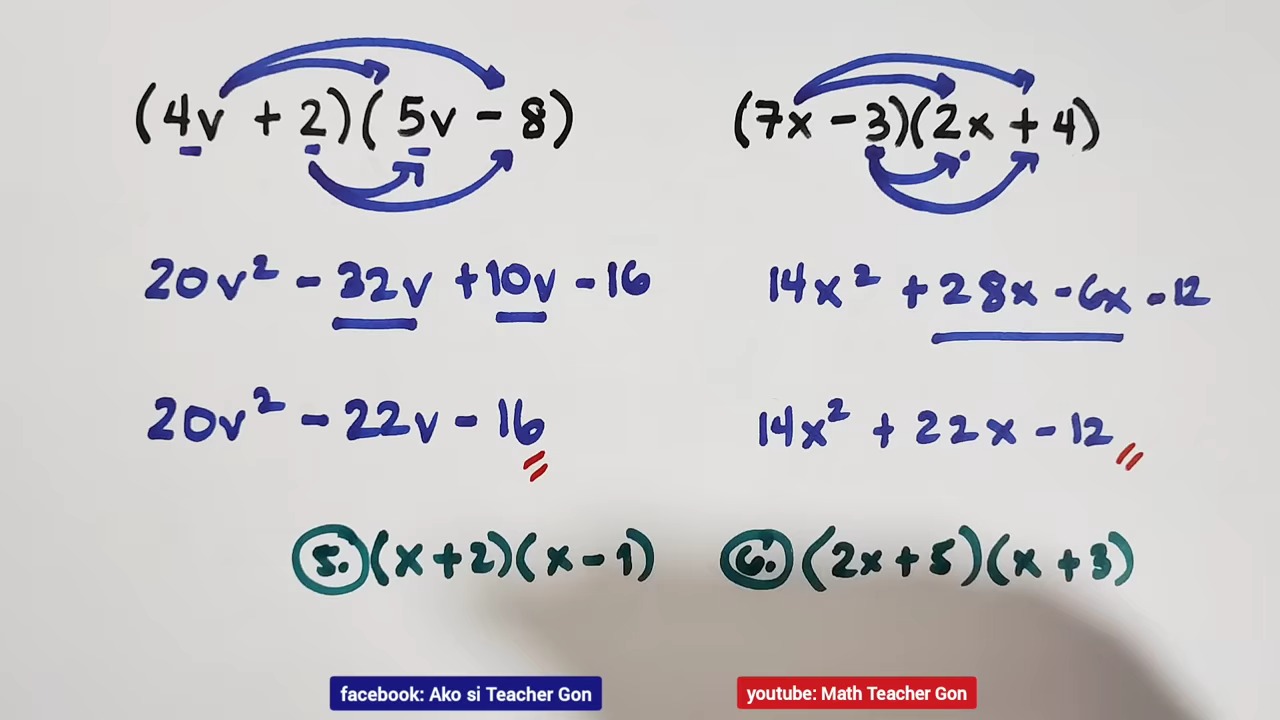 (4v + 2)(5v - 8)
(7x - 3)(2x + 4)
20v² - 32v + 10v - 16
14x² + 28x - 6x - 12
20v² - 22v - 16
14x² + 22x - 12
5. (x + 2)(x - 1)
6. (2x + 5)(x + 3)
facebook: Ako si Teacher Gon
youtube: Math Teacher Gon